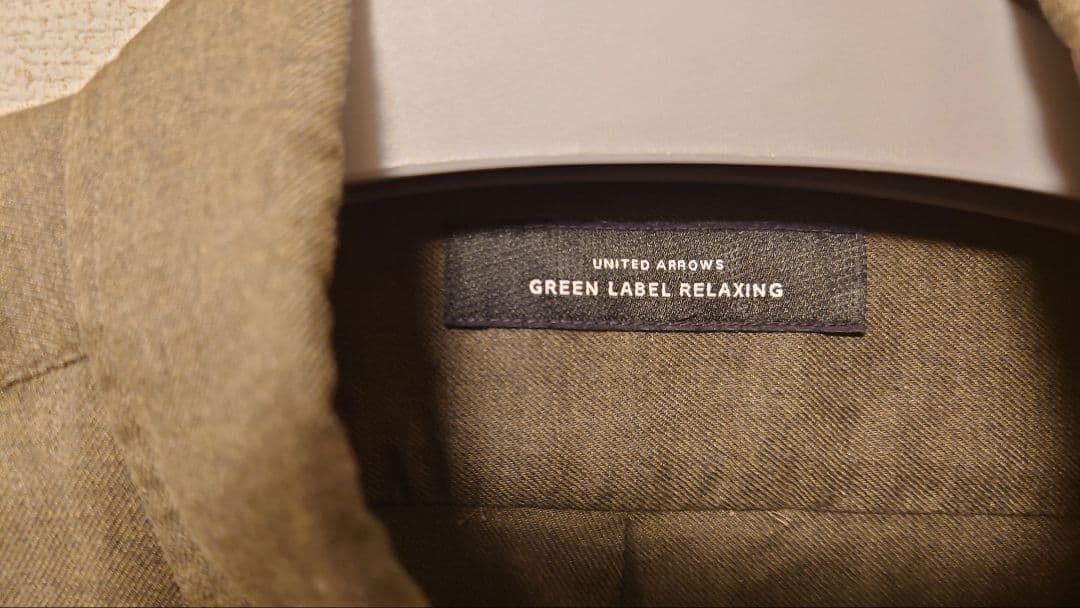 UNITED ARROWS
GREEN LABEL RELAXING